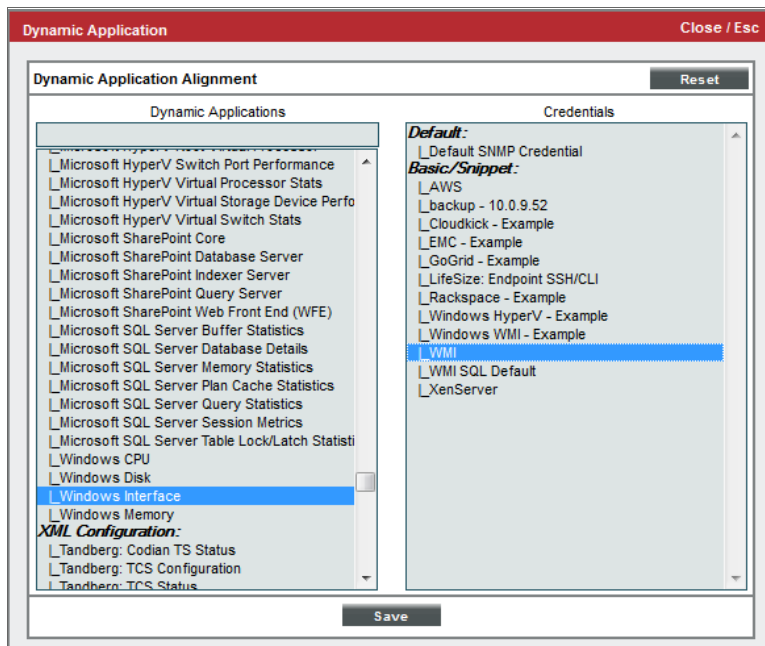 Dynamic Application
Close / Esc
Dynamic Application Alignment
Reset
Dynamic Applications
|_Microsoft HyperV Switch Port Performance
|_Microsoft HyperV Virtual Processor Stats
|_Microsoft HyperV Virtual Storage Device Perfo
|_Microsoft HyperV Virtual Switch Stats
|_Microsoft SharePoint Core
|_Microsoft SharePoint Database Server
|_Microsoft SharePoint Indexer Server
|_Microsoft SharePoint Query Server
|_Microsoft SharePoint Web Front End (WFE)
|_Microsoft SQL Server Buffer Statistics
|_Microsoft SQL Server Database Details
|_Microsoft SQL Server Memory Statistics
|_Microsoft SQL Server Plan Cache Statistics
|_Microsoft SQL Server Query Statistics
|_Microsoft SQL Server Session Metrics
|_Microsoft SQL Server Table Lock/Latch Statisti
|_Windows CPU
|_Windows Disk
|_Windows Interface
|_Windows Memory
XML Configuration:
|_Tandberg: Codian TS Status
|_Tandberg: TCS Configuration
|_Tandberg: TCS Status
Credentials
Default:
|_Default SNMP Credential
Basic/Snippet:
|_AWS
|_backup - 10.0.9.52
|_Cloudkick - Example
|_EMC - Example
|_GoGrid - Example
|_LifeSize: Endpoint SSH/CLI
|_Rackspace - Example
|_Windows HyperV - Example
|_Windows WMI - Example
|_WMI
|_WMI SQL Default
|_XenServer
Save